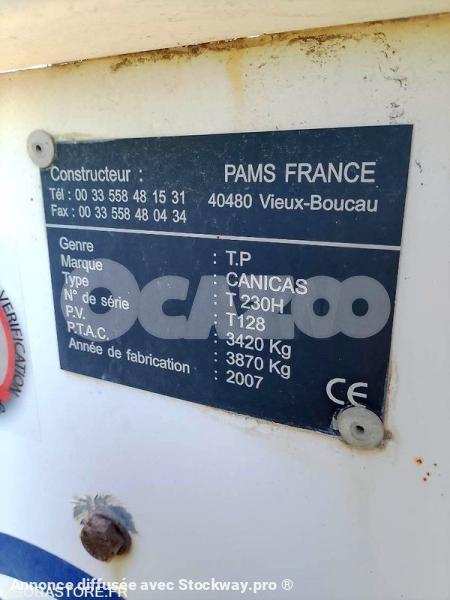 Constructeur : PAMS FRANCE
Tél : 00 33 558 48 15 31 40480 Vieux-Boucau
Fax : 00 33 558 48 04 34
Genre : T.P
Marque : CANICAS
Type : T 230H
N° de série : T128
P.V. : 3420 Kg
P.T.A.C. : 3870 Kg
Année de fabrication : 2007
CE
OCAZOO
VERIFICATION
Annonce diffusée avec Stockway.pro ®